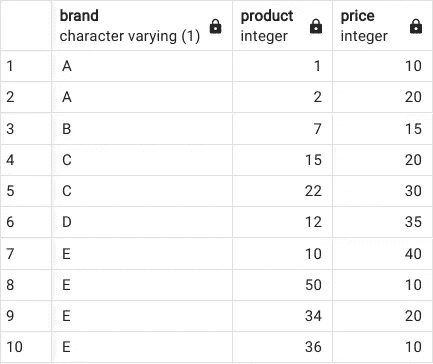 brand product price
character varying (1) integer integer
1 A 1 10
2 A 2 20
3 B 7 15
4 C 15 20
5 C 22 30
6 D 12 35
7 E 10 40
8 E 50 10
9 E 34 20
10 E 36 10